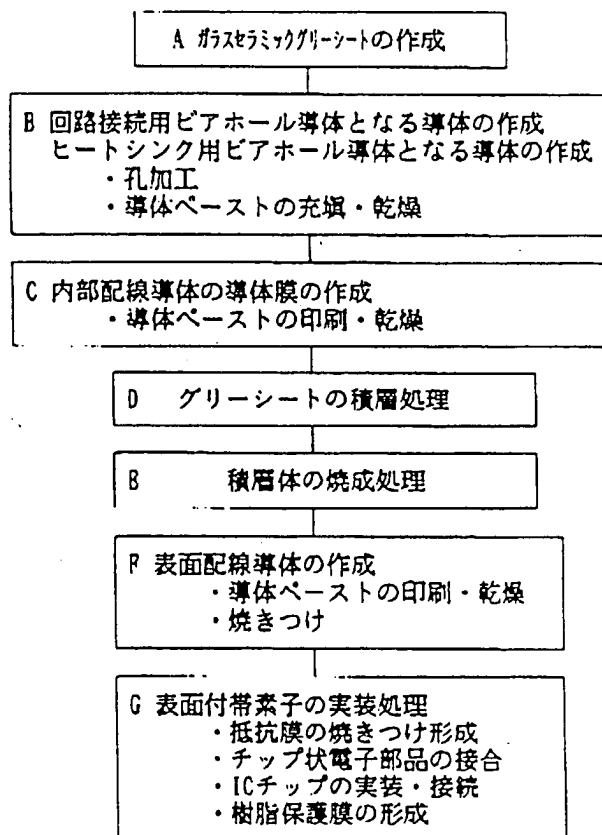 A ガラスセラミックグリーシートの作成
B 回路接続用ビアホール導体となる導体の作成
ヒートシンク用ビアホール導体となる導体の作成
・孔加工
・導体ペーストの充塡・乾燥
C 内部配線導体の導体膜の作成
・導体ペーストの印刷・乾燥
D グリーシートの積層処理
E 積層体の焼成処理
F 表面配線導体の作成
・導体ペーストの印刷・乾燥
・焼きつけ
G 表面付帯素子の実装処理
・抵抗膜の焼きつけ形成
・チップ状電子部品の接合
・ICチップの実装・接続
・樹脂保護膜の形成